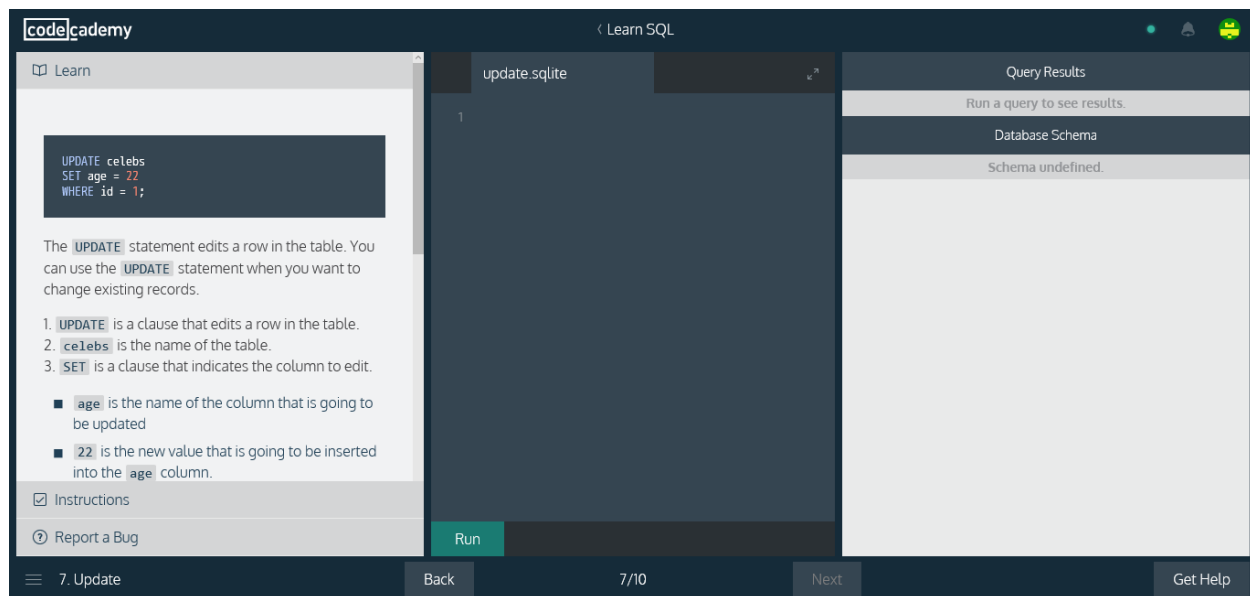 codecademy
Learn SQL
Learn
UPDATE celebs
SET age = 22
WHERE id = 1;
The UPDATE statement edits a row in the table. You
can use the UPDATE statement when you want to
change existing records.
1. UPDATE is a clause that edits a row in the table.
2. celebs is the name of the table.
3. SET is a clause that indicates the column to edit.
age is the name of the column that is going to
be updated
22 is the new value that is going to be inserted
into the age column.
Instructions
Report a Bug
update.sqlite
1
Run
Query Results
Run a query to see results.
Database Schema
Schema undefined.
7. Update
Back
7/10
Next
Get Help